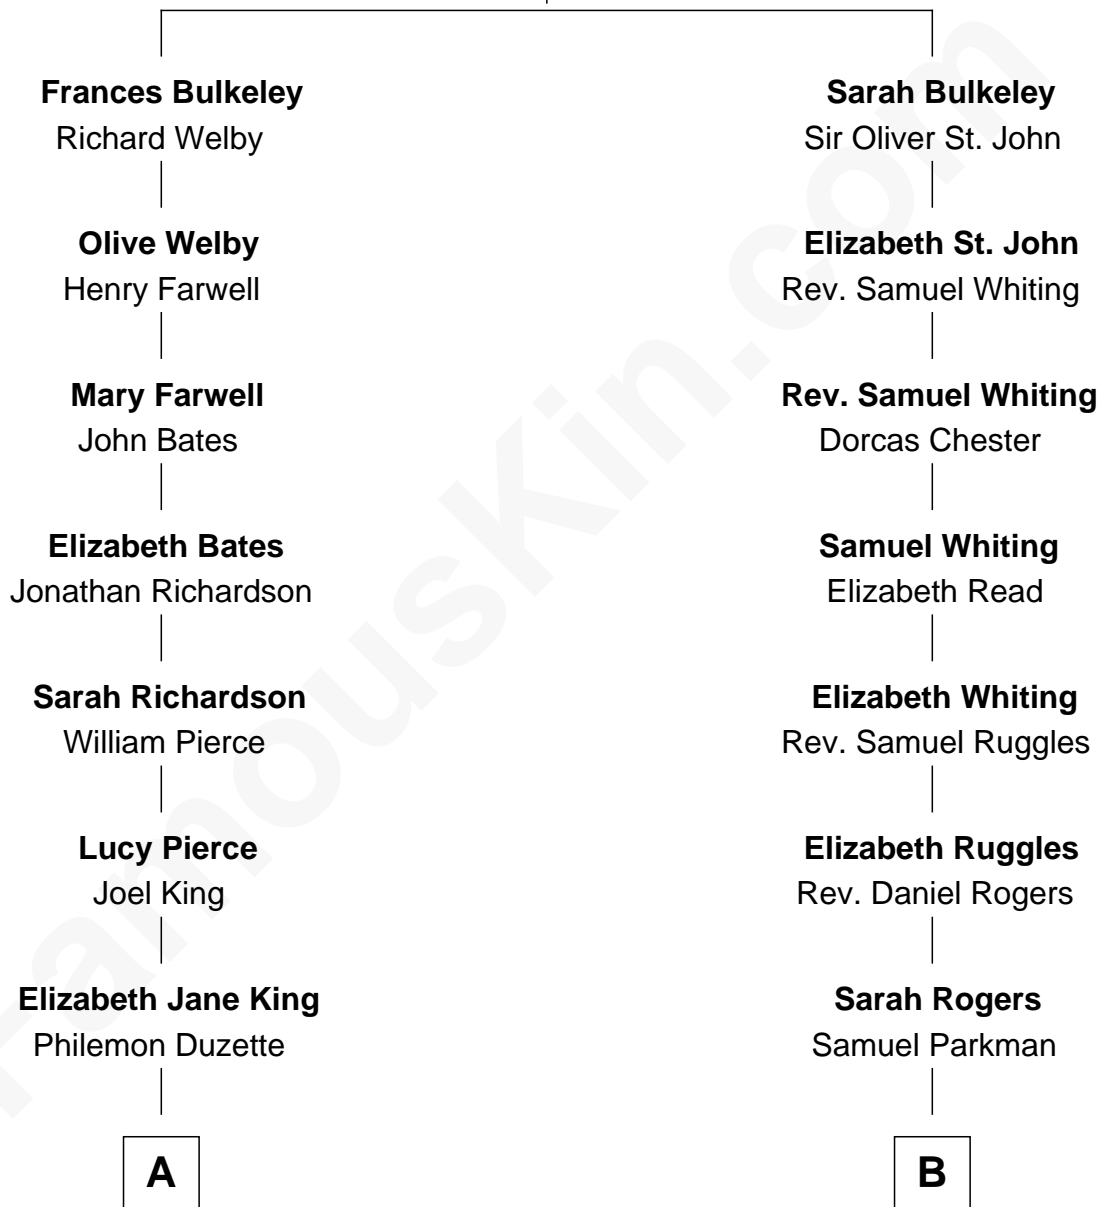 Frances Bulkeley
Richard Welby
Olive Welby
Henry Farwell
Mary Farwell
John Bates
Elizabeth Bates
Jonathan Richardson
Sarah Richardson
William Pierce
Lucy Pierce
Joel King
Elizabeth Jane King
Philemon Duzette
A
Sarah Bulkeley
Sir Oliver St. John
Elizabeth St. John
Rev. Samuel Whiting
Rev. Samuel Whiting
Dorcas Chester
Samuel Whiting
Elizabeth Read
Elizabeth Whiting
Rev. Samuel Ruggles
Elizabeth Ruggles
Rev. Daniel Rogers
Sarah Rogers
Samuel Parkman
B
FamousKin.com